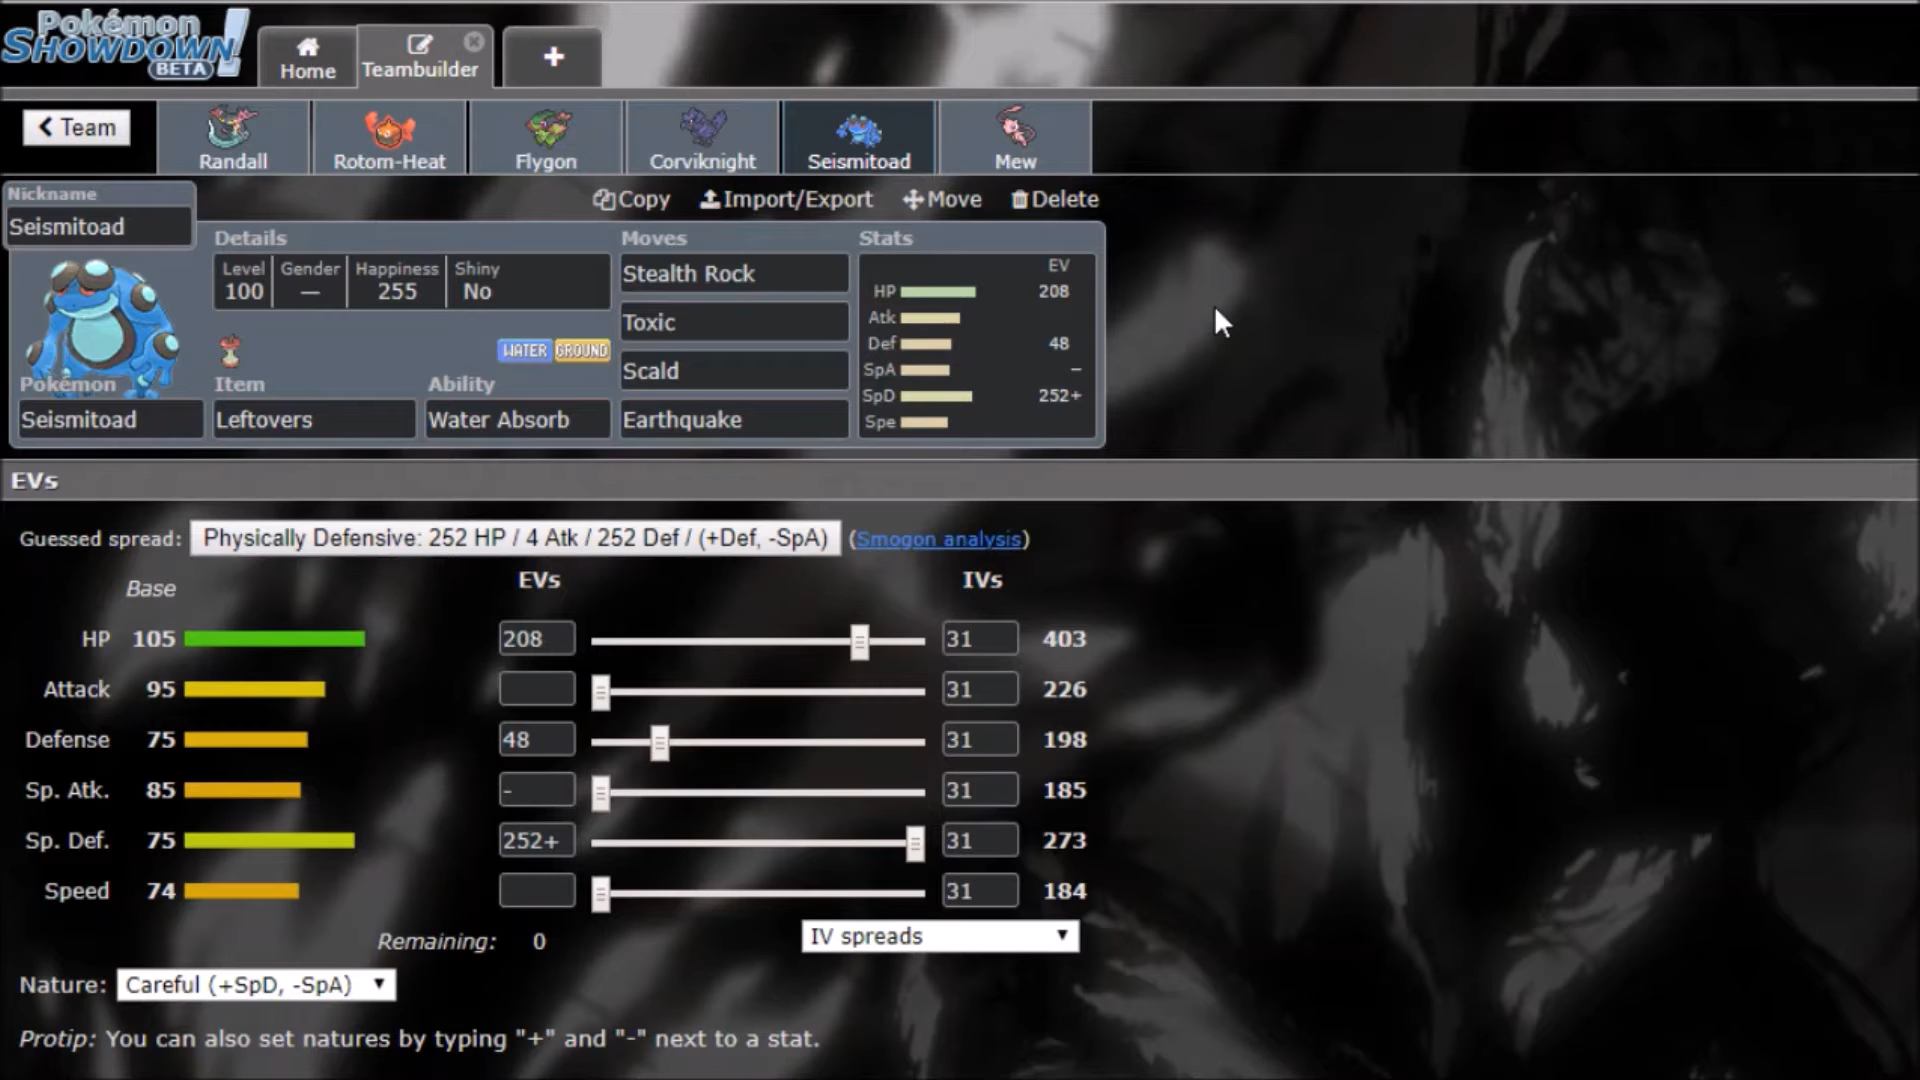 Pokémon
SHOWDOWN!
BETA
Home
Teambuilder
+
Team
Randall
Rotom-Heat
Flygon
Corviknight
Seismitoad
Mew
Copy Import/Export Move Delete
Nickname
Seismitoad
Details
Level Gender Happiness Shiny
100 — 255 No
WATER GROUND
Pokémon Item Ability
Seismitoad Leftovers Water Absorb
Moves
Stealth Rock
Toxic
Scald
Earthquake
Stats
EV
HP 208
Atk
Def 48
SpA −
SpD 252+
Spe
EVs
Guessed spread: Physically Defensive: 252 HP / 4 Atk / 252 Def / (+Def, -SpA) (Smogon analysis)
Base EVs IVs
HP 105 208 31 403
Attack 95 31 226
Defense 75 48 31 198
Sp. Atk. 85 - 31 185
Sp. Def. 75 252+ 31 273
Speed 74 31 184
Remaining: 0 IV spreads
Nature: Careful (+SpD, -SpA)
Protip: You can also set natures by typing "+" and "-" next to a stat.